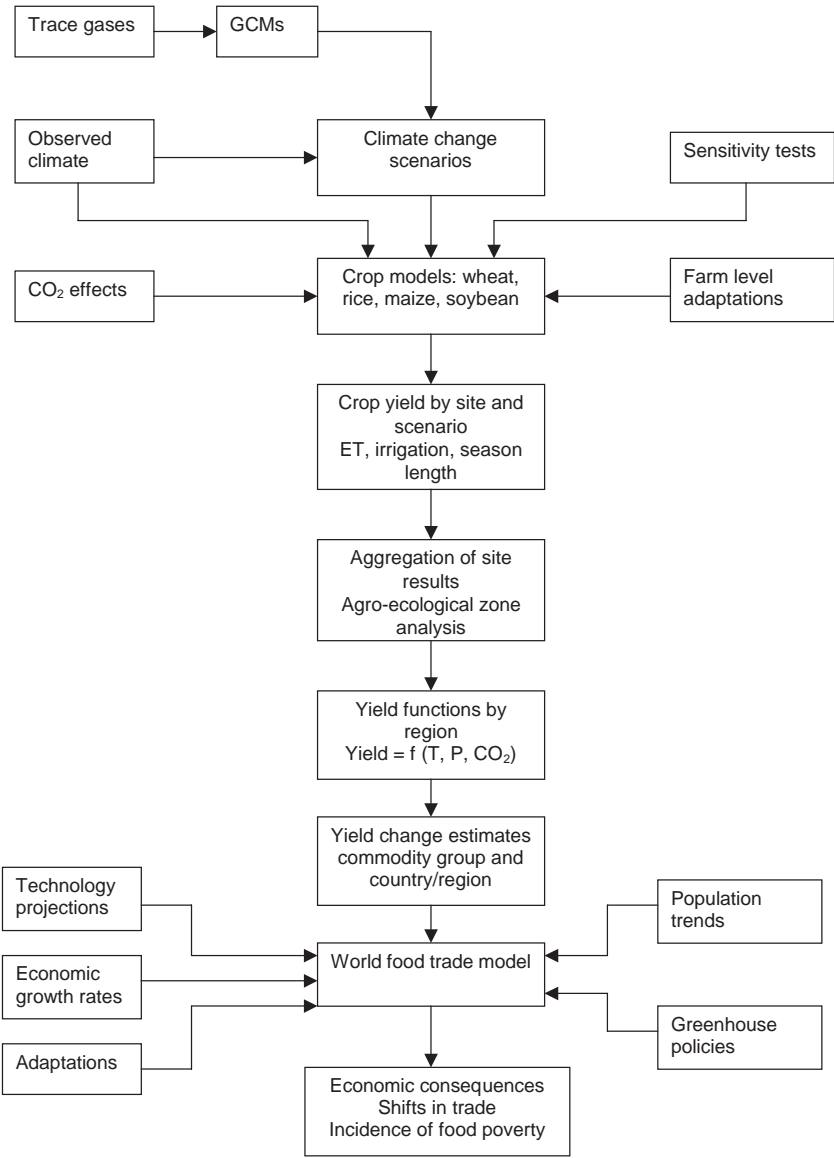 Trace gases
GCMs
Observed
climate
Climate change
scenarios
Sensitivity tests
CO₂ effects
Crop models: wheat,
rice, maize, soybean
Farm level
adaptations
Crop yield by site and
scenario
ET, irrigation, season
length
Aggregation of site
results
Agro-ecological zone
analysis
Yield functions by
region
Yield = f (T, P, CO₂)
Yield change estimates
commodity group and
country/region
Technology
projections
Population
trends
World food trade model
Economic
growth rates
Greenhouse
policies
Adaptations
Economic consequences
Shifts in trade
Incidence of food poverty